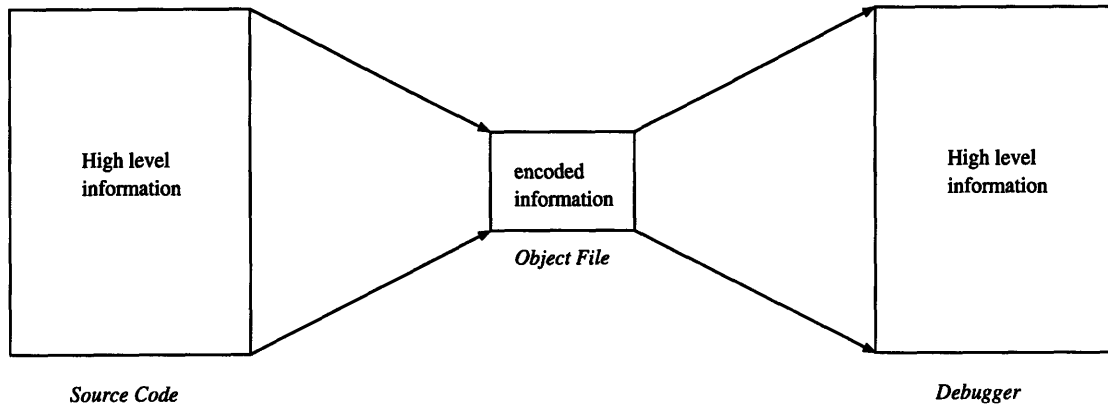 High level
information
Source Code
encoded
information
Object File
High level
information
Debugger